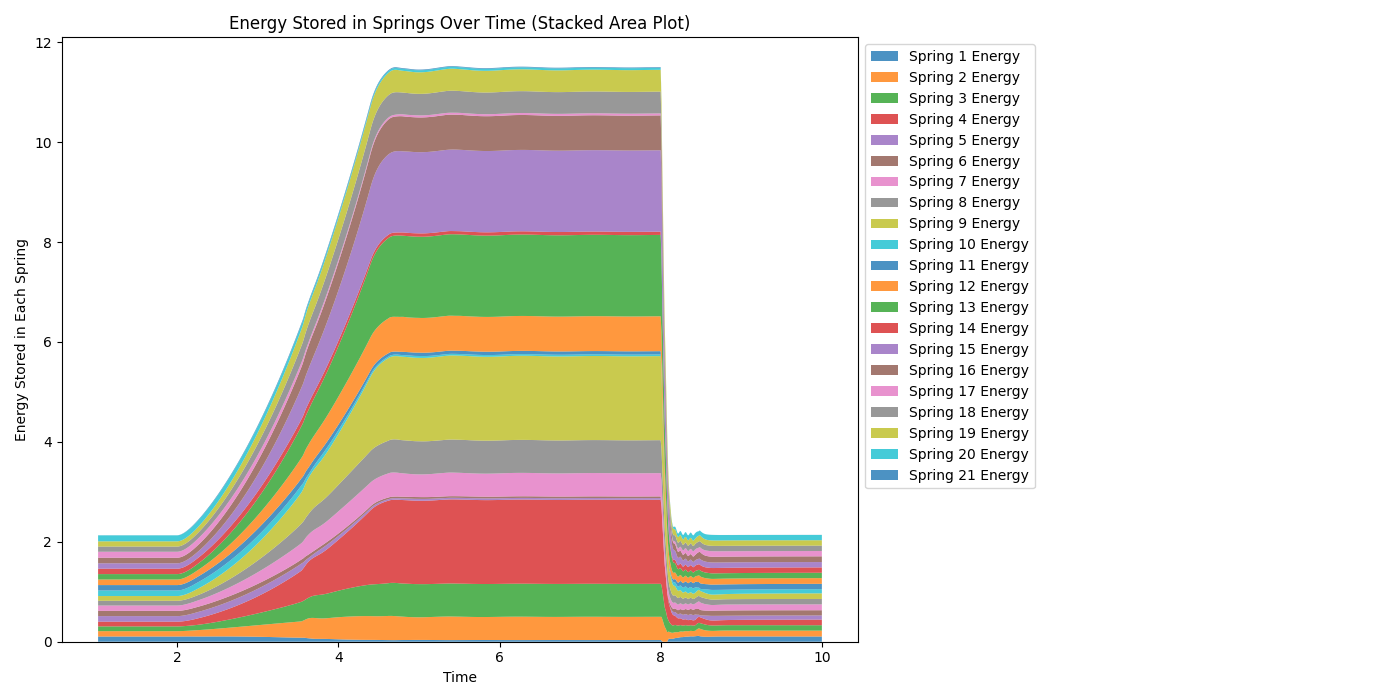 Energy Stored in Springs Over Time (Stacked Area Plot)
12
10
8
6
4
2
0
Energy Stored in Each Spring
2
4
6
8
10
Time
Spring 1 Energy
Spring 2 Energy
Spring 3 Energy
Spring 4 Energy
Spring 5 Energy
Spring 6 Energy
Spring 7 Energy
Spring 8 Energy
Spring 9 Energy
Spring 10 Energy
Spring 11 Energy
Spring 12 Energy
Spring 13 Energy
Spring 14 Energy
Spring 15 Energy
Spring 16 Energy
Spring 17 Energy
Spring 18 Energy
Spring 19 Energy
Spring 20 Energy
Spring 21 Energy